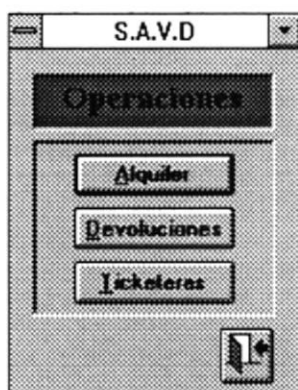 S.A.V.D
Operaciones
Alquiler
Devoluciones
Ticketeras